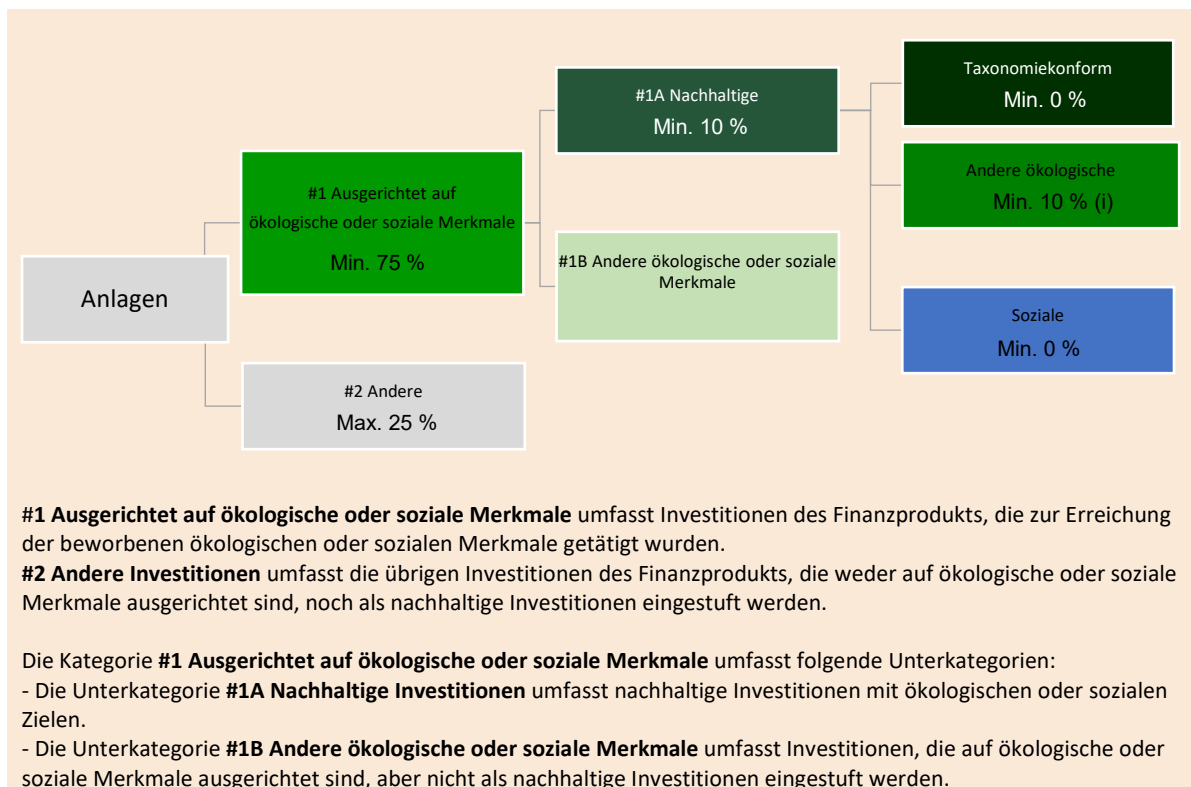 Anlagen
#1 Ausgerichtet auf
ökologische oder soziale Merkmale
Min. 75 %
#2 Andere
Max. 25 %
#1A Nachhaltige
Min. 10 %
#1B Andere ökologische oder soziale
Merkmale
Taxonomiekonform
Min. 0 %
Andere ökologische
Min. 10 % (i)
Soziale
Min. 0 %
#1 Ausgerichtet auf ökologische oder soziale Merkmale umfasst Investitionen des Finanzprodukts, die zur Erreichung
der beworbenen ökologischen oder sozialen Merkmale getätigt wurden.
#2 Andere Investitionen umfasst die übrigen Investitionen des Finanzprodukts, die weder auf ökologische oder soziale
Merkmale ausgerichtet sind, noch als nachhaltige Investitionen eingestuft werden.
Die Kategorie #1 Ausgerichtet auf ökologische oder soziale Merkmale umfasst folgende Unterkategorien:
- Die Unterkategorie #1A Nachhaltige Investitionen umfasst nachhaltige Investitionen mit ökologischen oder sozialen
Zielen.
- Die Unterkategorie #1B Andere ökologische oder soziale Merkmale umfasst Investitionen, die auf ökologische oder
soziale Merkmale ausgerichtet sind, aber nicht als nachhaltige Investitionen eingestuft werden.